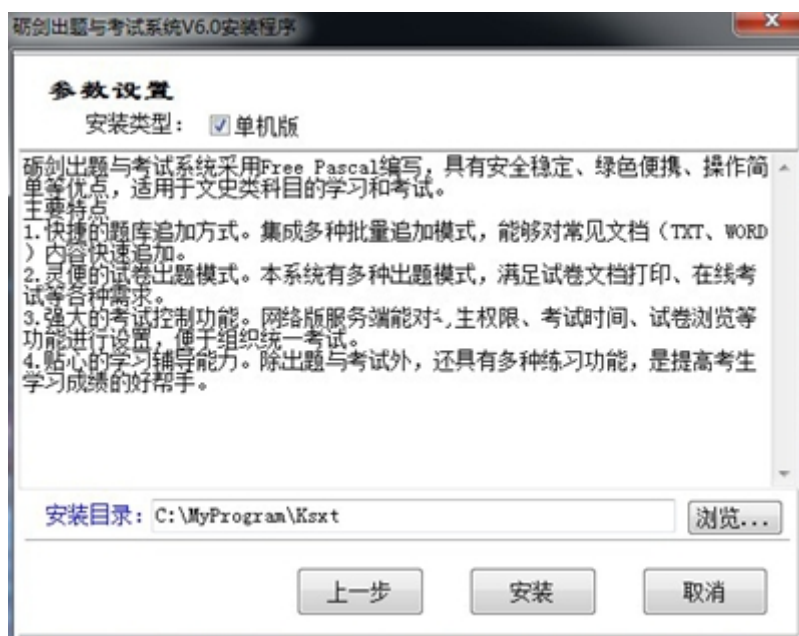 砺剑出题与考试系统V6.0安装程序
参数设置
安装类型: 单机版
砺剑出题与考试系统采用Free Pascal编写，具有安全稳定、绿色便携、操作简
单等优点，适用于文史类科目的学习和考试。
主要特点
1.快捷的题库追加方式。集成多种批量追加模式，能够对常见文档（TXT、WORD
）内容快速追加。
2.灵便的试卷出题模式。本系统有多种出题模式，满足试卷文档打印、在线考
试等各种需求。
3.强大的考试控制功能。网络版服务端能对生权限、考试时间、试卷浏览等
功能进行设置，便于组织统一考试。
4.贴心的学习辅导能力。除出题与考试外，还具有多种练习功能，是提高考生
学习成绩的好帮手。
安装目录: C:\MyProgram\Ksxt 浏览...
上一步 安装 取消